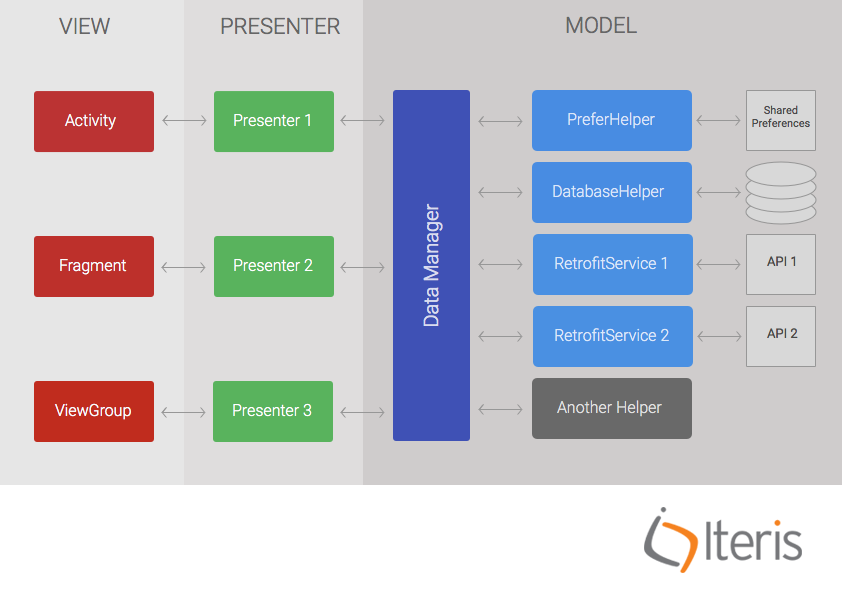 VIEW
PRESENTER
MODEL
Activity
Presenter 1
Data Manager
PreferHelper
Shared
Preferences
DatabaseHelper
Fragment
Presenter 2
RetrofitService 1
API 1
RetrofitService 2
API 2
ViewGroup
Presenter 3
Another Helper
Iteris